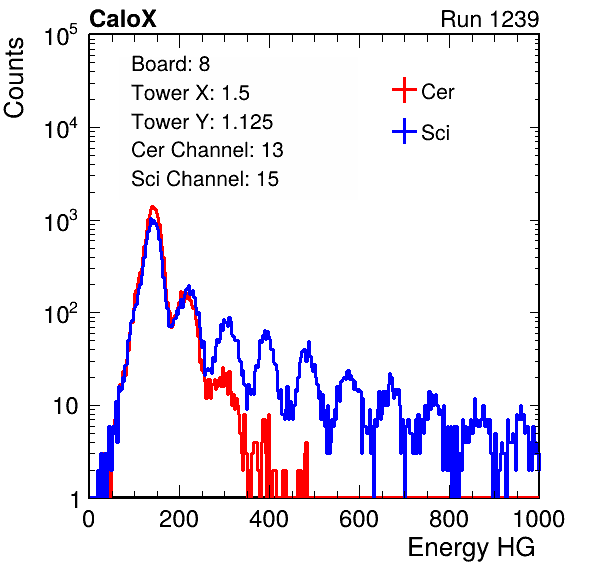 CaloX Run 1239
Counts
Board: 8
Tower X: 1.5
Tower Y: 1.125
Cer Channel: 13
Sci Channel: 15
Cer
Sci
10^5
10^4
10^3
10^2
10
1
0 200 400 600 800 1000
Energy HG